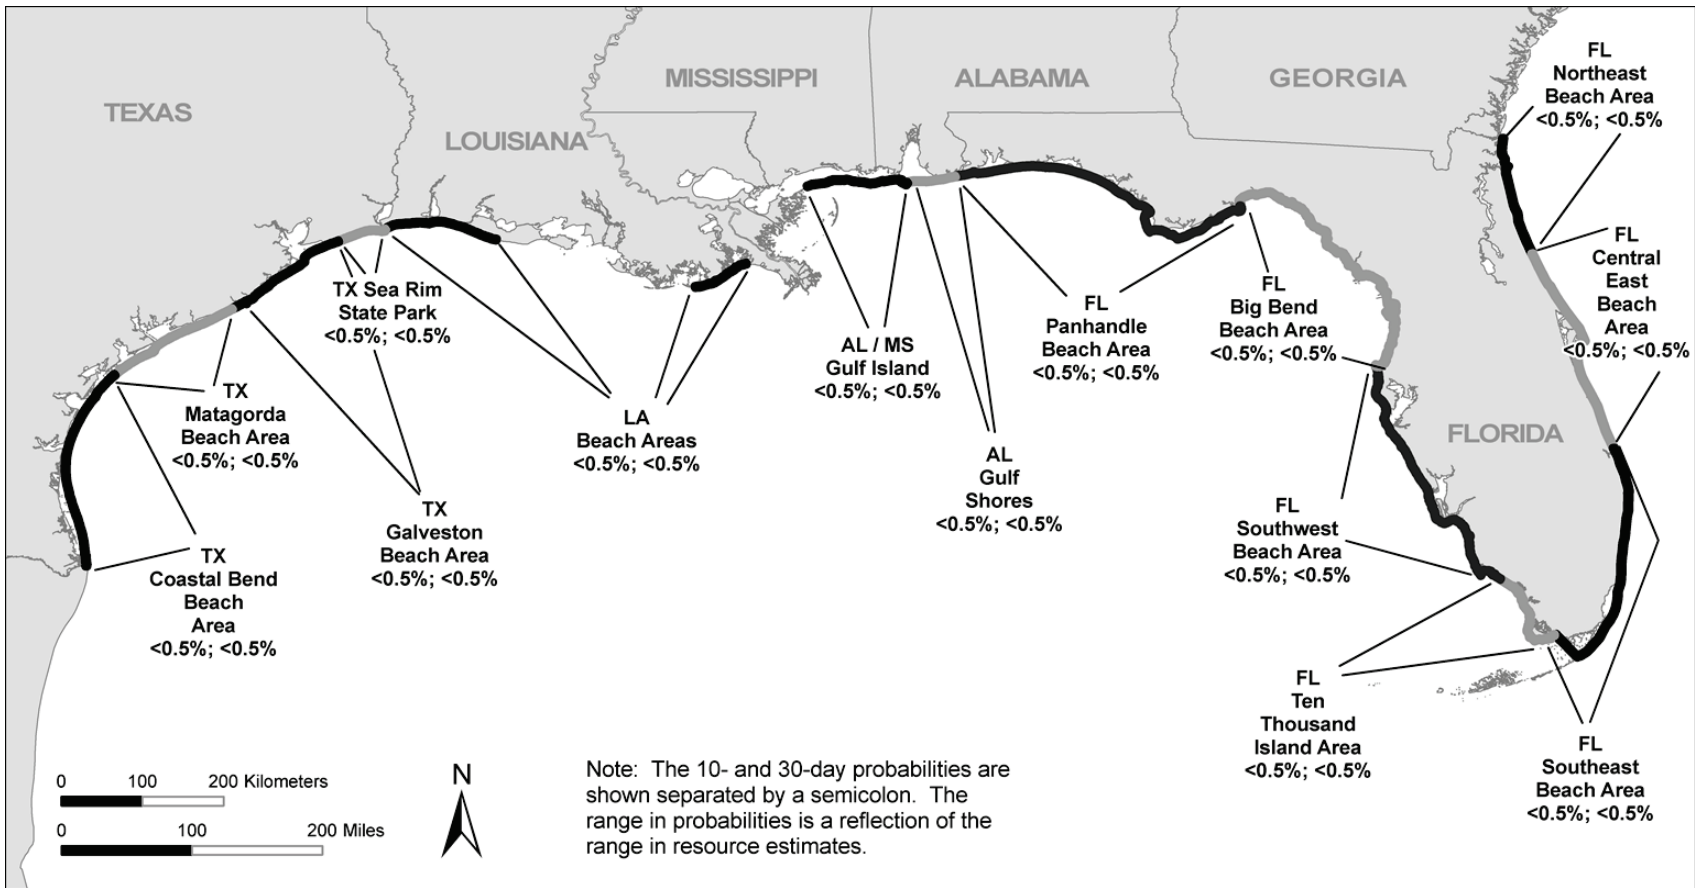 TEXAS
LOUISIANA
MISSISSIPPI
ALABAMA
GEORGIA
FLORIDA
FL
Northeast
Beach Area
<0.5%; <0.5%
FL
Central
East
Beach
Area
<0.5%; <0.5%
TX Sea Rim
State Park
<0.5%; <0.5%
FL
Big Bend
Beach Area
<0.5%; <0.5%
FL
Panhandle
Beach Area
<0.5%; <0.5%
AL / MS
Gulf Island
<0.5%; <0.5%
TX
Matagorda
Beach Area
<0.5%; <0.5%
LA
Beach Areas
<0.5%; <0.5%
AL
Gulf
Shores
<0.5%; <0.5%
TX
Galveston
Beach Area
<0.5%; <0.5%
FL
Southwest
Beach Area
<0.5%; <0.5%
TX
Coastal Bend
Beach
Area
<0.5%; <0.5%
FL
Ten
Thousand
Island Area
<0.5%; <0.5%
FL
Southeast
Beach Area
<0.5%; <0.5%
0 100 200 Kilometers
0 100 200 Miles
N
Note: The 10- and 30-day probabilities are
shown separated by a semicolon. The
range in probabilities is a reflection of the
range in resource estimates.